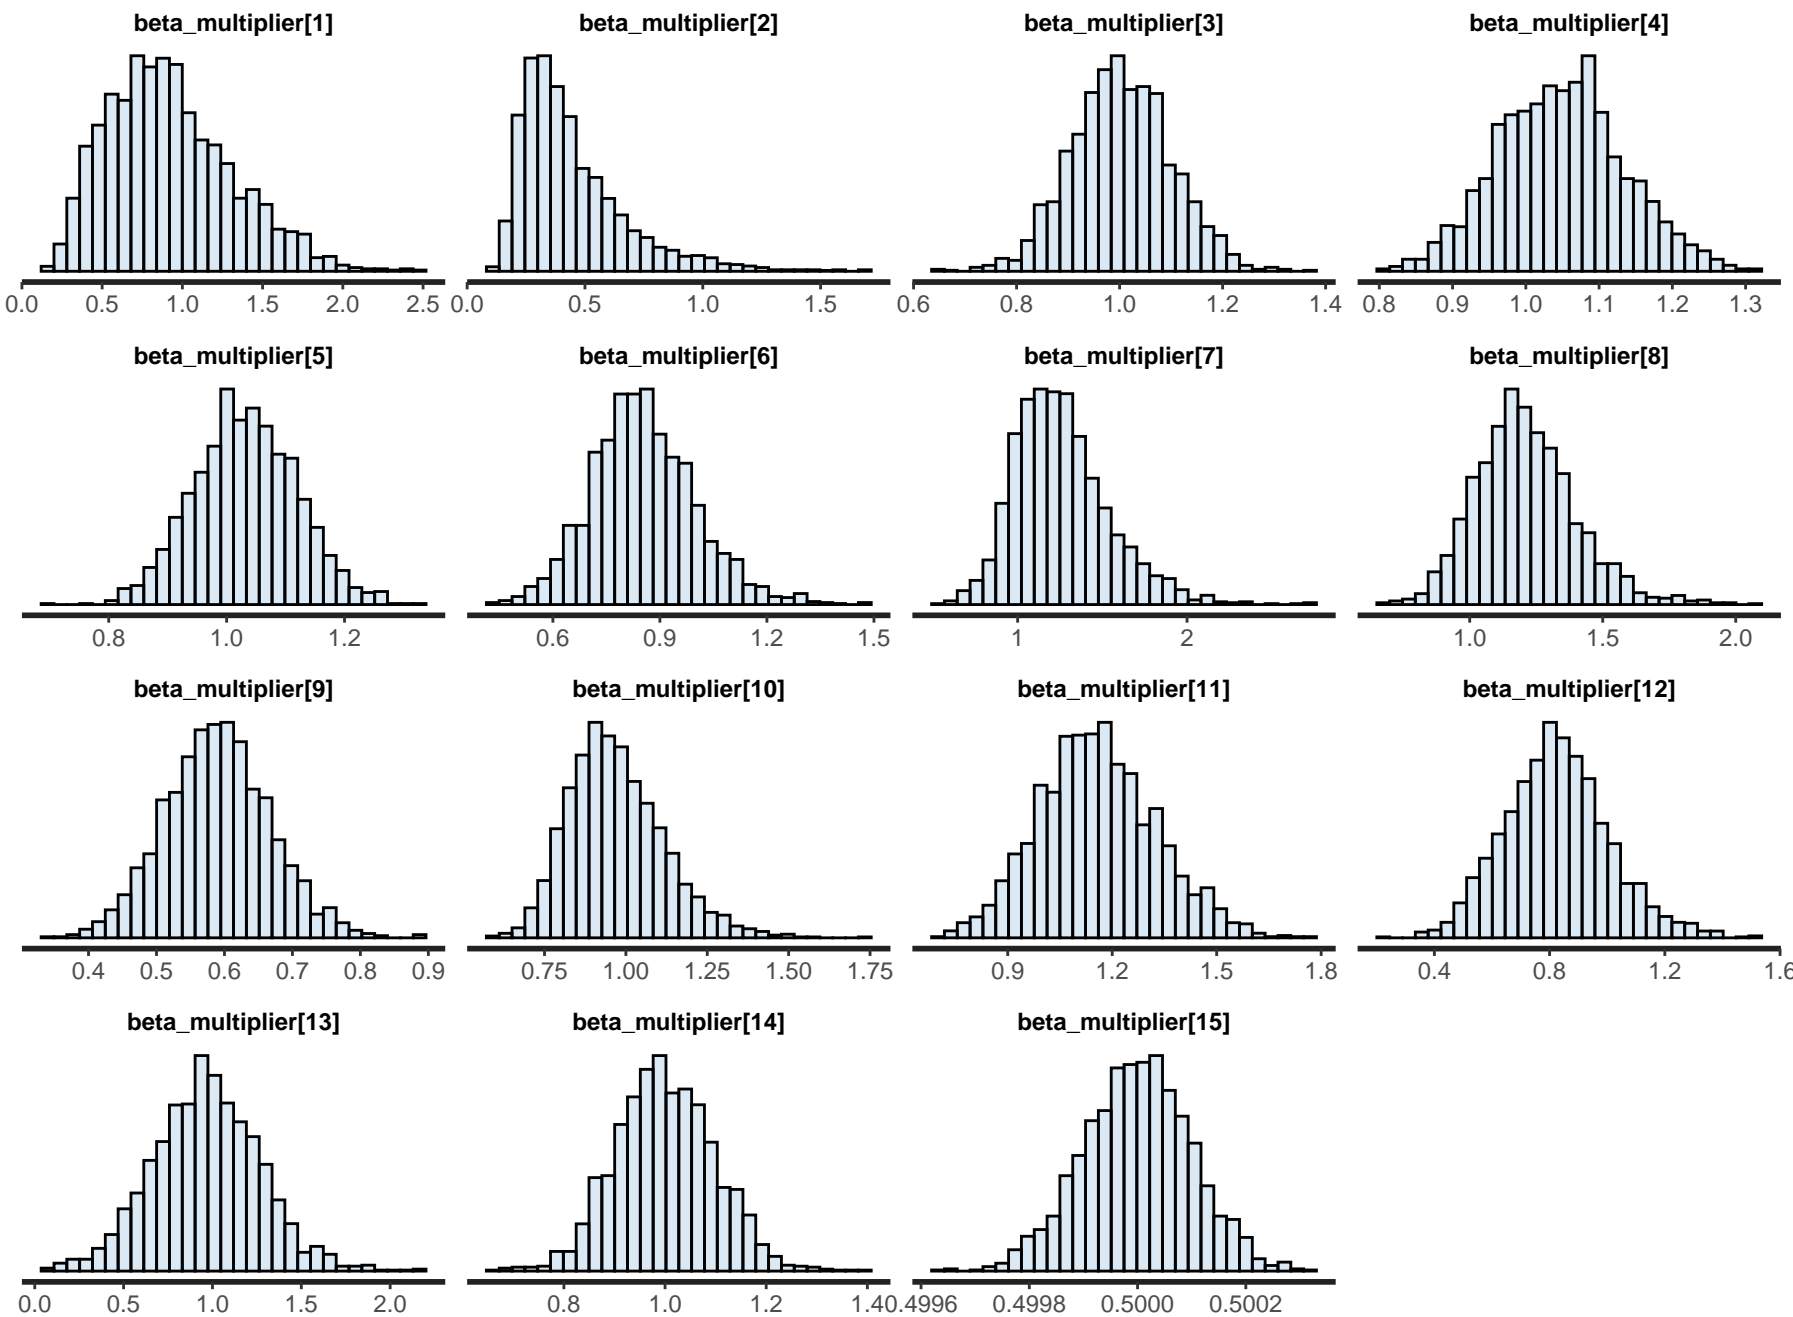 beta_multiplier[1] beta_multiplier[2] beta_multiplier[3] beta_multiplier[4]
0.0 0.5 1.0 1.5 2.0 2.5 0.0 0.5 1.0 1.5 0.6 0.8 1.0 1.2 1.4 0.8 0.9 1.0 1.1 1.2 1.3
beta_multiplier[5] beta_multiplier[6] beta_multiplier[7] beta_multiplier[8]
0.8 1.0 1.2 0.6 0.9 1.2 1.5 1 2 1.0 1.5 2.0
beta_multiplier[9] beta_multiplier[10] beta_multiplier[11] beta_multiplier[12]
0.4 0.5 0.6 0.7 0.8 0.9 0.75 1.00 1.25 1.50 1.75 0.9 1.2 1.5 1.8 0.4 0.8 1.2 1.6
beta_multiplier[13] beta_multiplier[14] beta_multiplier[15]
0.0 0.5 1.0 1.5 2.0 0.8 1.0 1.2 1.4 0.4996 0.4998 0.5000 0.5002